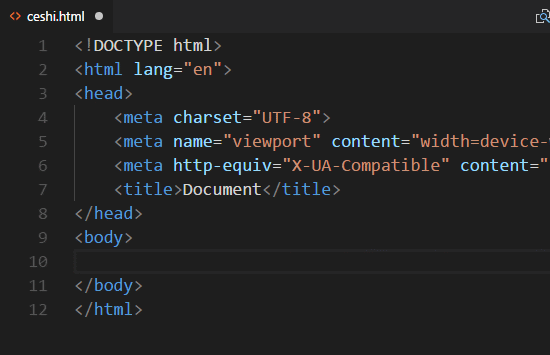 <> ceshi.html
1 <!DOCTYPE html>
2 <html lang="en">
3 <head>
4 <meta charset="UTF-8">
5 <meta name="viewport" content="width=device-
6 <meta http-equiv="X-UA-Compatible" content="
7 <title>Document</title>
8 </head>
9 <body>
10
11 </body>
12 </html>